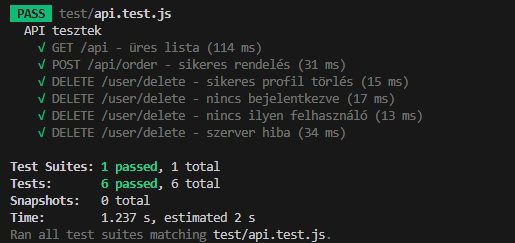 PASS test/api.test.js
API tesztek
√ GET /api - üres lista (114 ms)
√ POST /api/order - sikeres rendelés (31 ms)
√ DELETE /user/delete - sikeres profil törlés (15 ms)
√ DELETE /user/delete - nincs bejelentkezve (17 ms)
√ DELETE /user/delete - nincs ilyen felhasználó (13 ms)
√ DELETE /user/delete - szerver hiba (34 ms)
Test Suites: 1 passed, 1 total
Tests: 6 passed, 6 total
Snapshots: 0 total
Time: 1.237 s, estimated 2 s
Ran all test suites matching test/api.test.js.